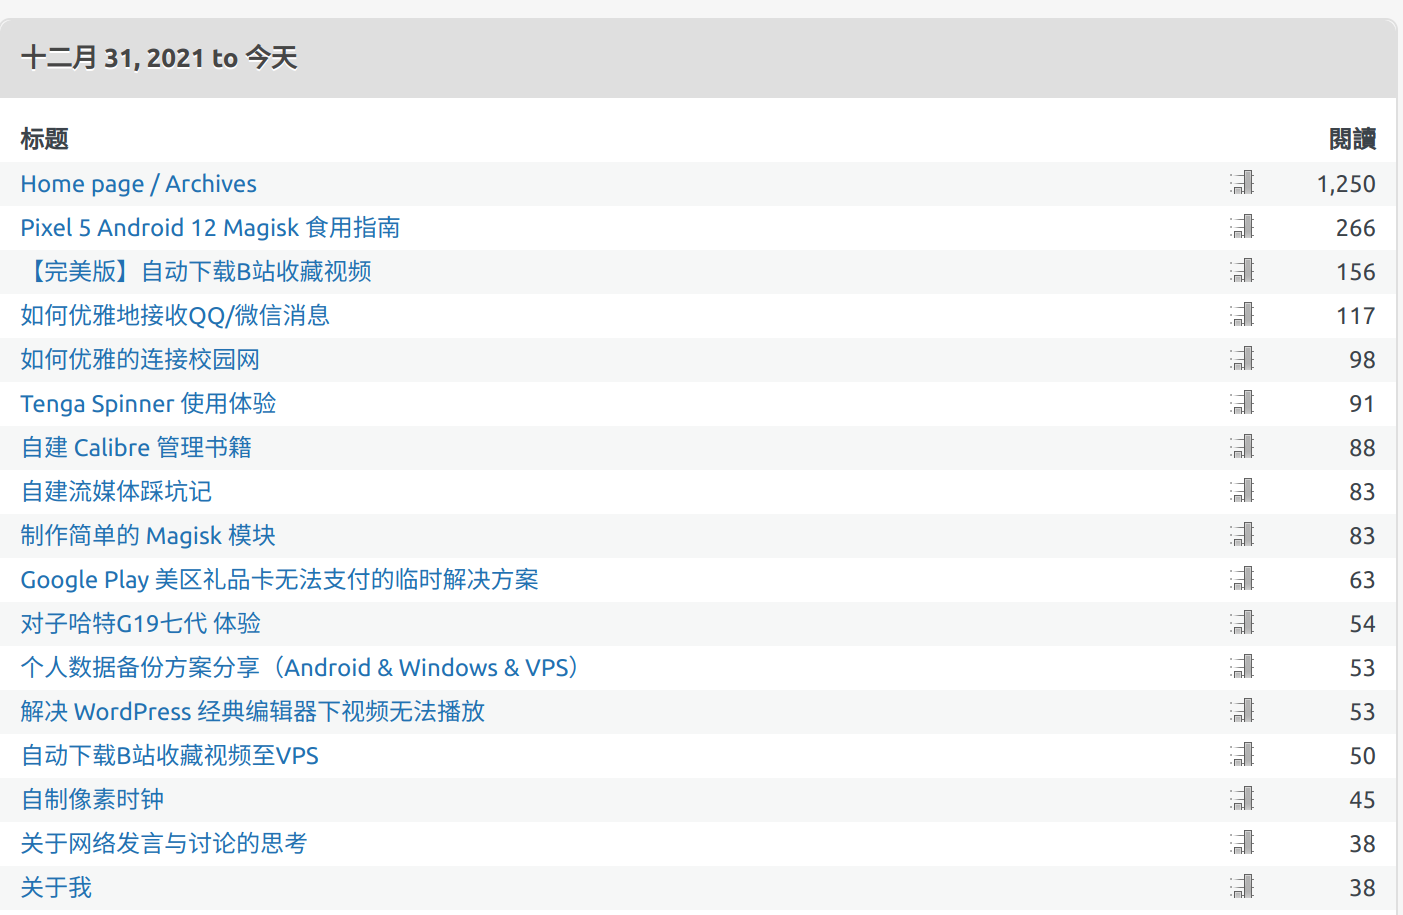 十二月 31, 2021 to 今天
标题 閱讀
Home page / Archives 1,250
Pixel 5 Android 12 Magisk 食用指南 266
【完美版】自动下载B站收藏视频 156
如何优雅地接收QQ/微信消息 117
如何优雅的连接校园网 98
Tenga Spinner 使用体验 91
自建 Calibre 管理书籍 88
自建流媒体踩坑记 83
制作简单的 Magisk 模块 83
Google Play 美区礼品卡无法支付的临时解决方案 63
对子哈特G19七代 体验 54
个人数据备份方案分享（Android & Windows & VPS） 53
解决 WordPress 经典编辑器下视频无法播放 53
自动下载B站收藏视频至VPS 50
自制像素时钟 45
关于网络发言与讨论的思考 38
关于我 38